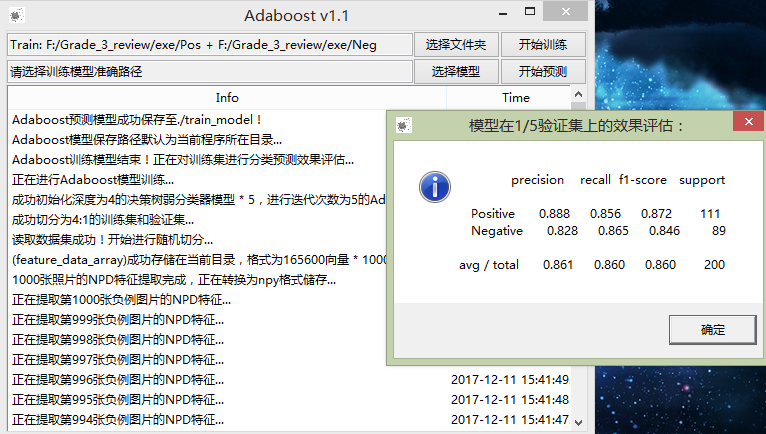 Adaboost v1.1
Train: F:/Grade_3_review/exe/Pos + F:/Grade_3_review/exe/Neg
选择文件夹
开始训练
请选择训练模型准确路径
选择模型
开始预测
Info
Time
Adaboost预测模型成功保存至./train_model！
Adaboost模型保存路径默认为当前程序所在目录...
Adaboost训练模型结束！正在对训练集进行分类预测效果评估...
正在进行Adaboost模型训练...
成功初始化深度为4的决策树弱分类器模型 * 5，进行迭代次数为5的Ad
成功切分为4:1的训练集和验证集...
读取数据集成功！开始进行随机切分...
(feature_data_array)成功存储在当前目录，格式为165600向量 * 1000
1000张照片的NPD特征提取完成，正在转换为npy格式储存...
正在提取第1000张负例图片的NPD特征...
正在提取第999张负例图片的NPD特征...
正在提取第998张负例图片的NPD特征...
正在提取第997张负例图片的NPD特征...
正在提取第996张负例图片的NPD特征... 2017-12-11 15:41:49
正在提取第995张负例图片的NPD特征... 2017-12-11 15:41:48
正在提取第994张负例图片的NPD特征... 2017-12-11 15:41:47
模型在1/5验证集上的效果评估：
precision recall f1-score support
Positive 0.888 0.856 0.872 111
Negative 0.828 0.865 0.846 89
avg / total 0.861 0.860 0.860 200
确定